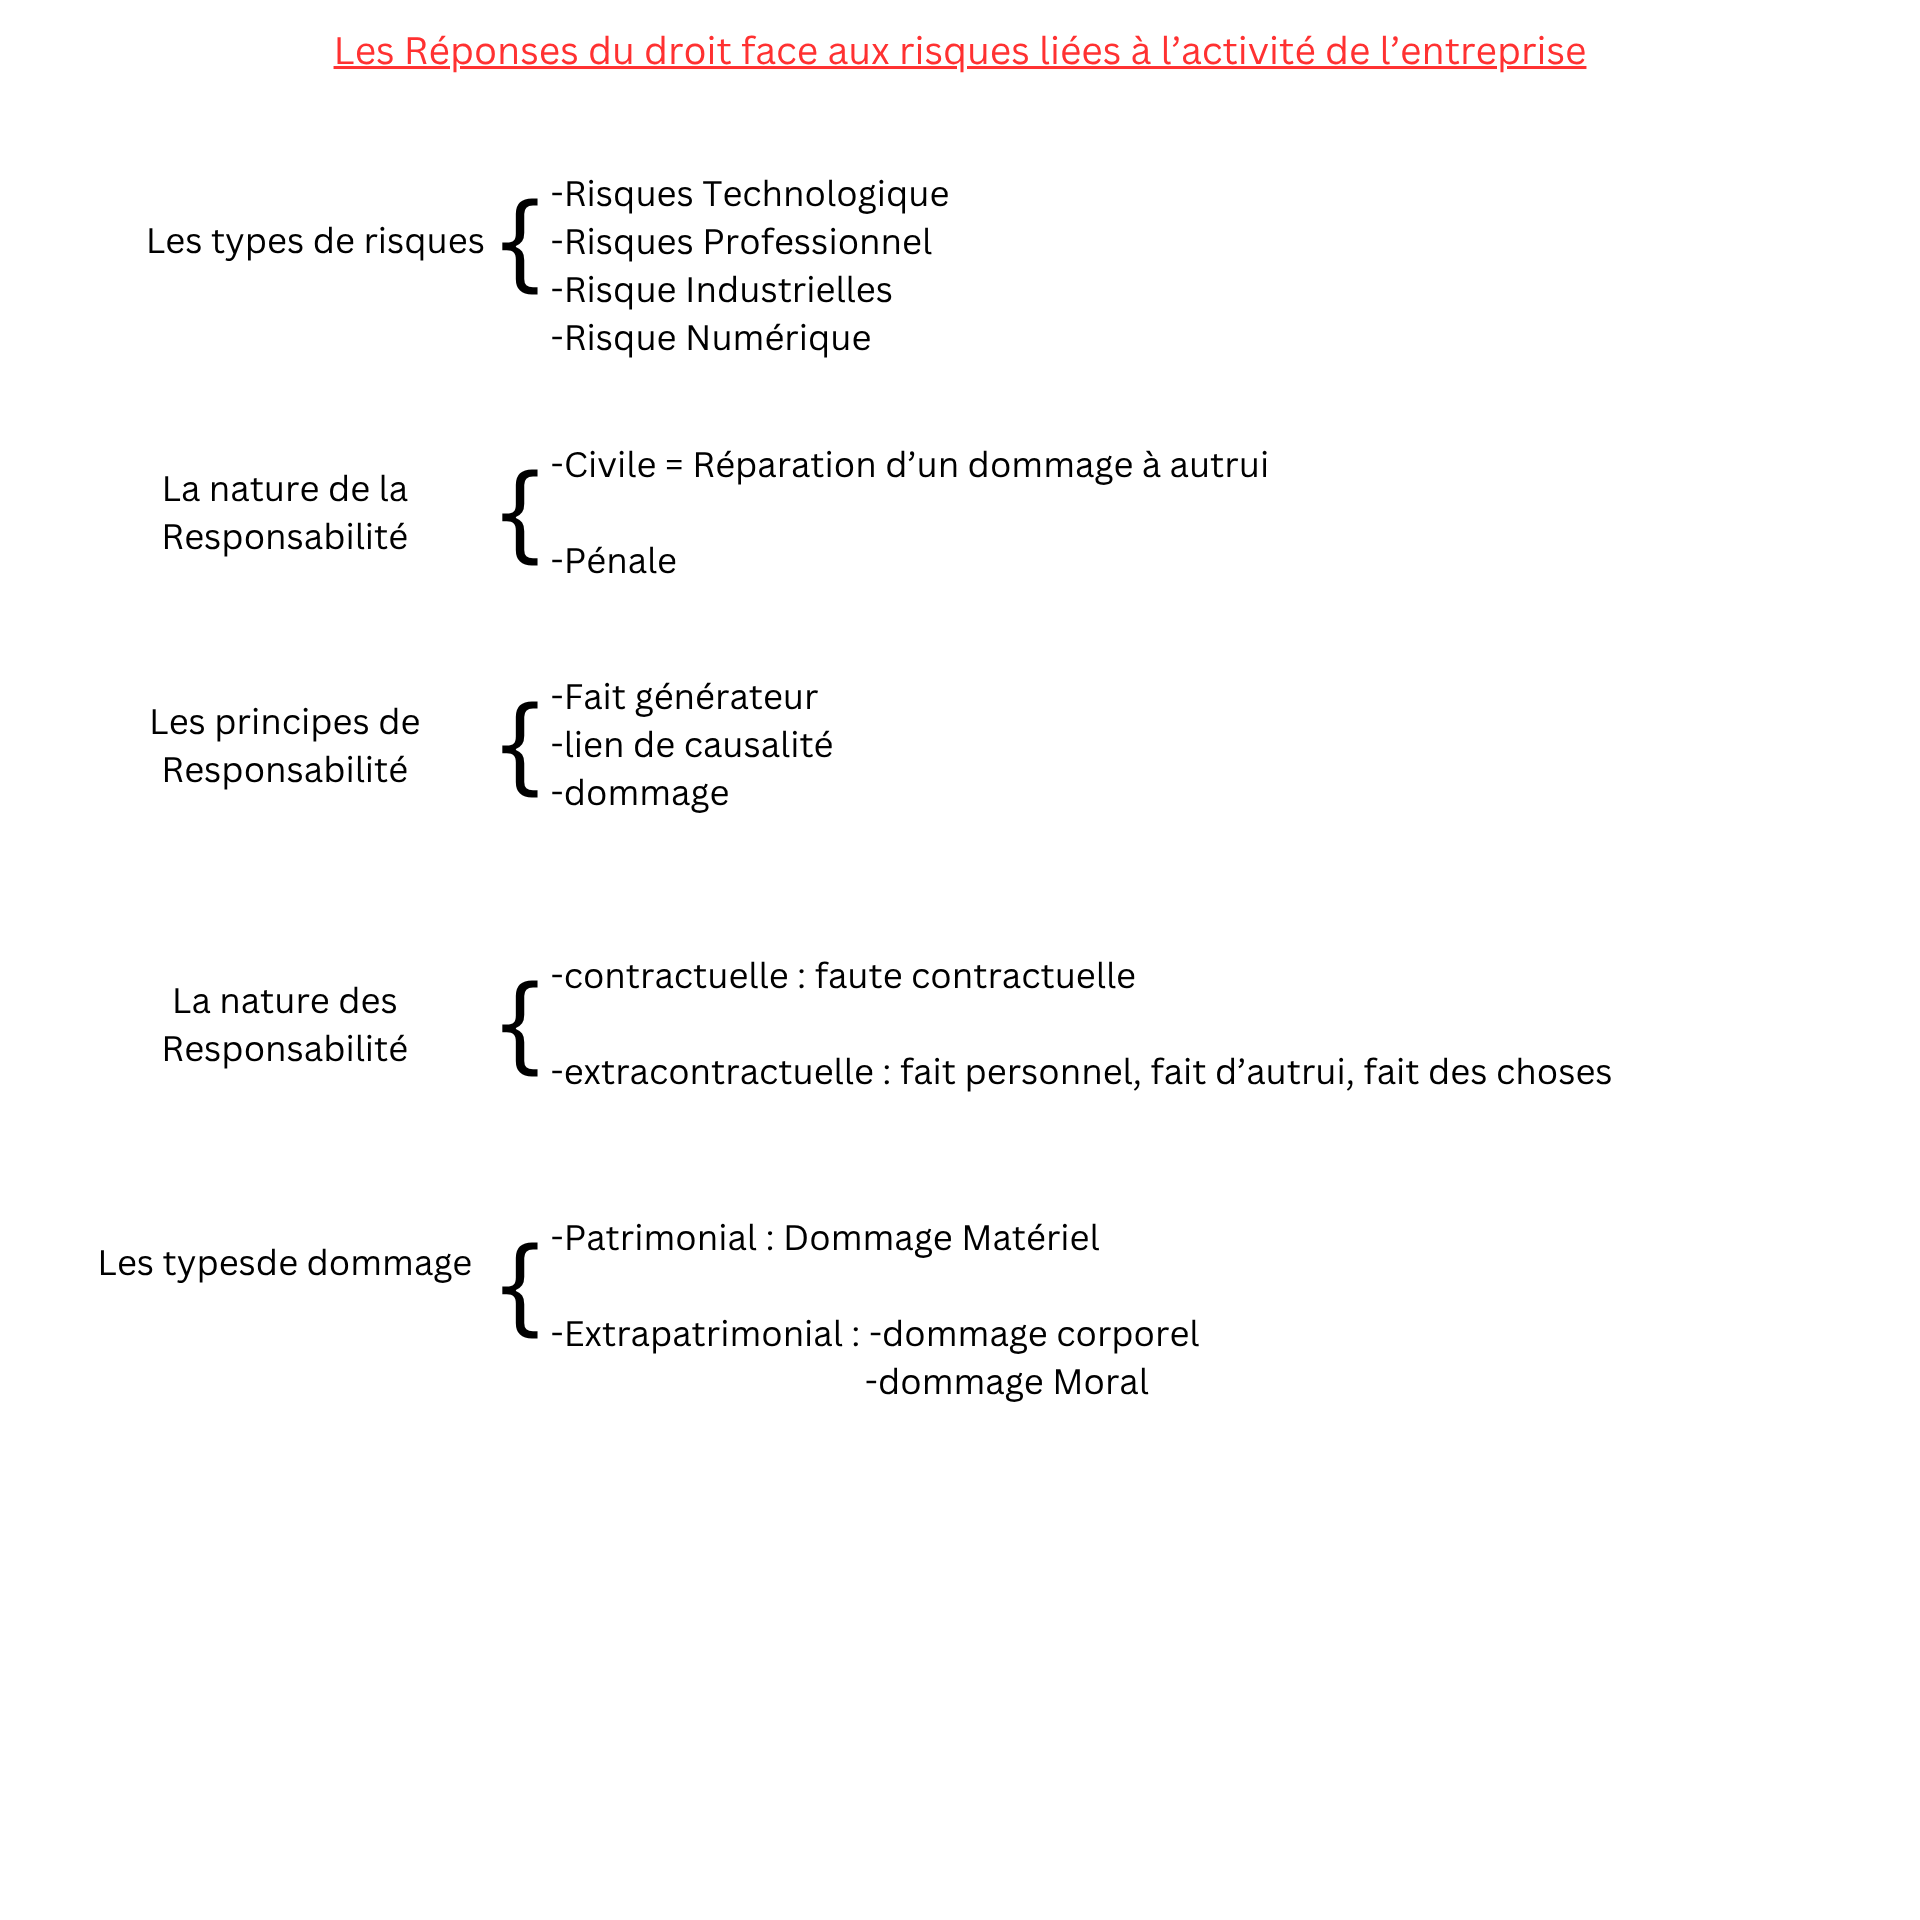 Les Réponses du droit face aux risques liées à l’activité de l’entreprise
Les types de risques {
-Risques Technologique
-Risques Professionnel
-Risque Industrielles
-Risque Numérique
La nature de la
Responsabilité {
-Civile = Réparation d’un dommage à autrui
-Pénale
Les principes de
Responsabilité {
-Fait générateur
-lien de causalité
-dommage
La nature des
Responsabilité {
-contractuelle : faute contractuelle
-extracontractuelle : fait personnel, fait d’autrui, fait des choses
Les typesde dommage {
-Patrimonial : Dommage Matériel
-Extrapatrimonial : -dommage corporel
-dommage Moral